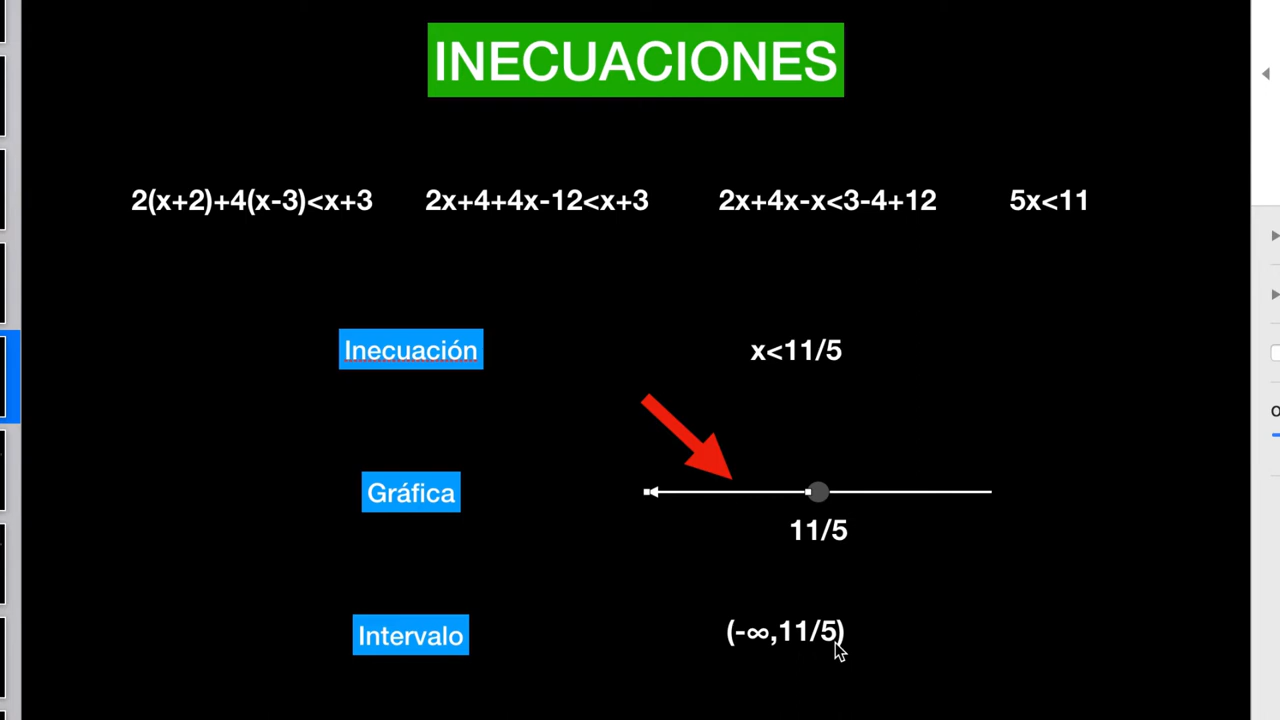 INECUACIONES
2(x+2)+4(x-3)<x+3 2x+4+4x-12<x+3 2x+4x-x<3-4+12 5x<11
Inecuación x<11/5
Gráfica
11/5
Intervalo (-∞,11/5)